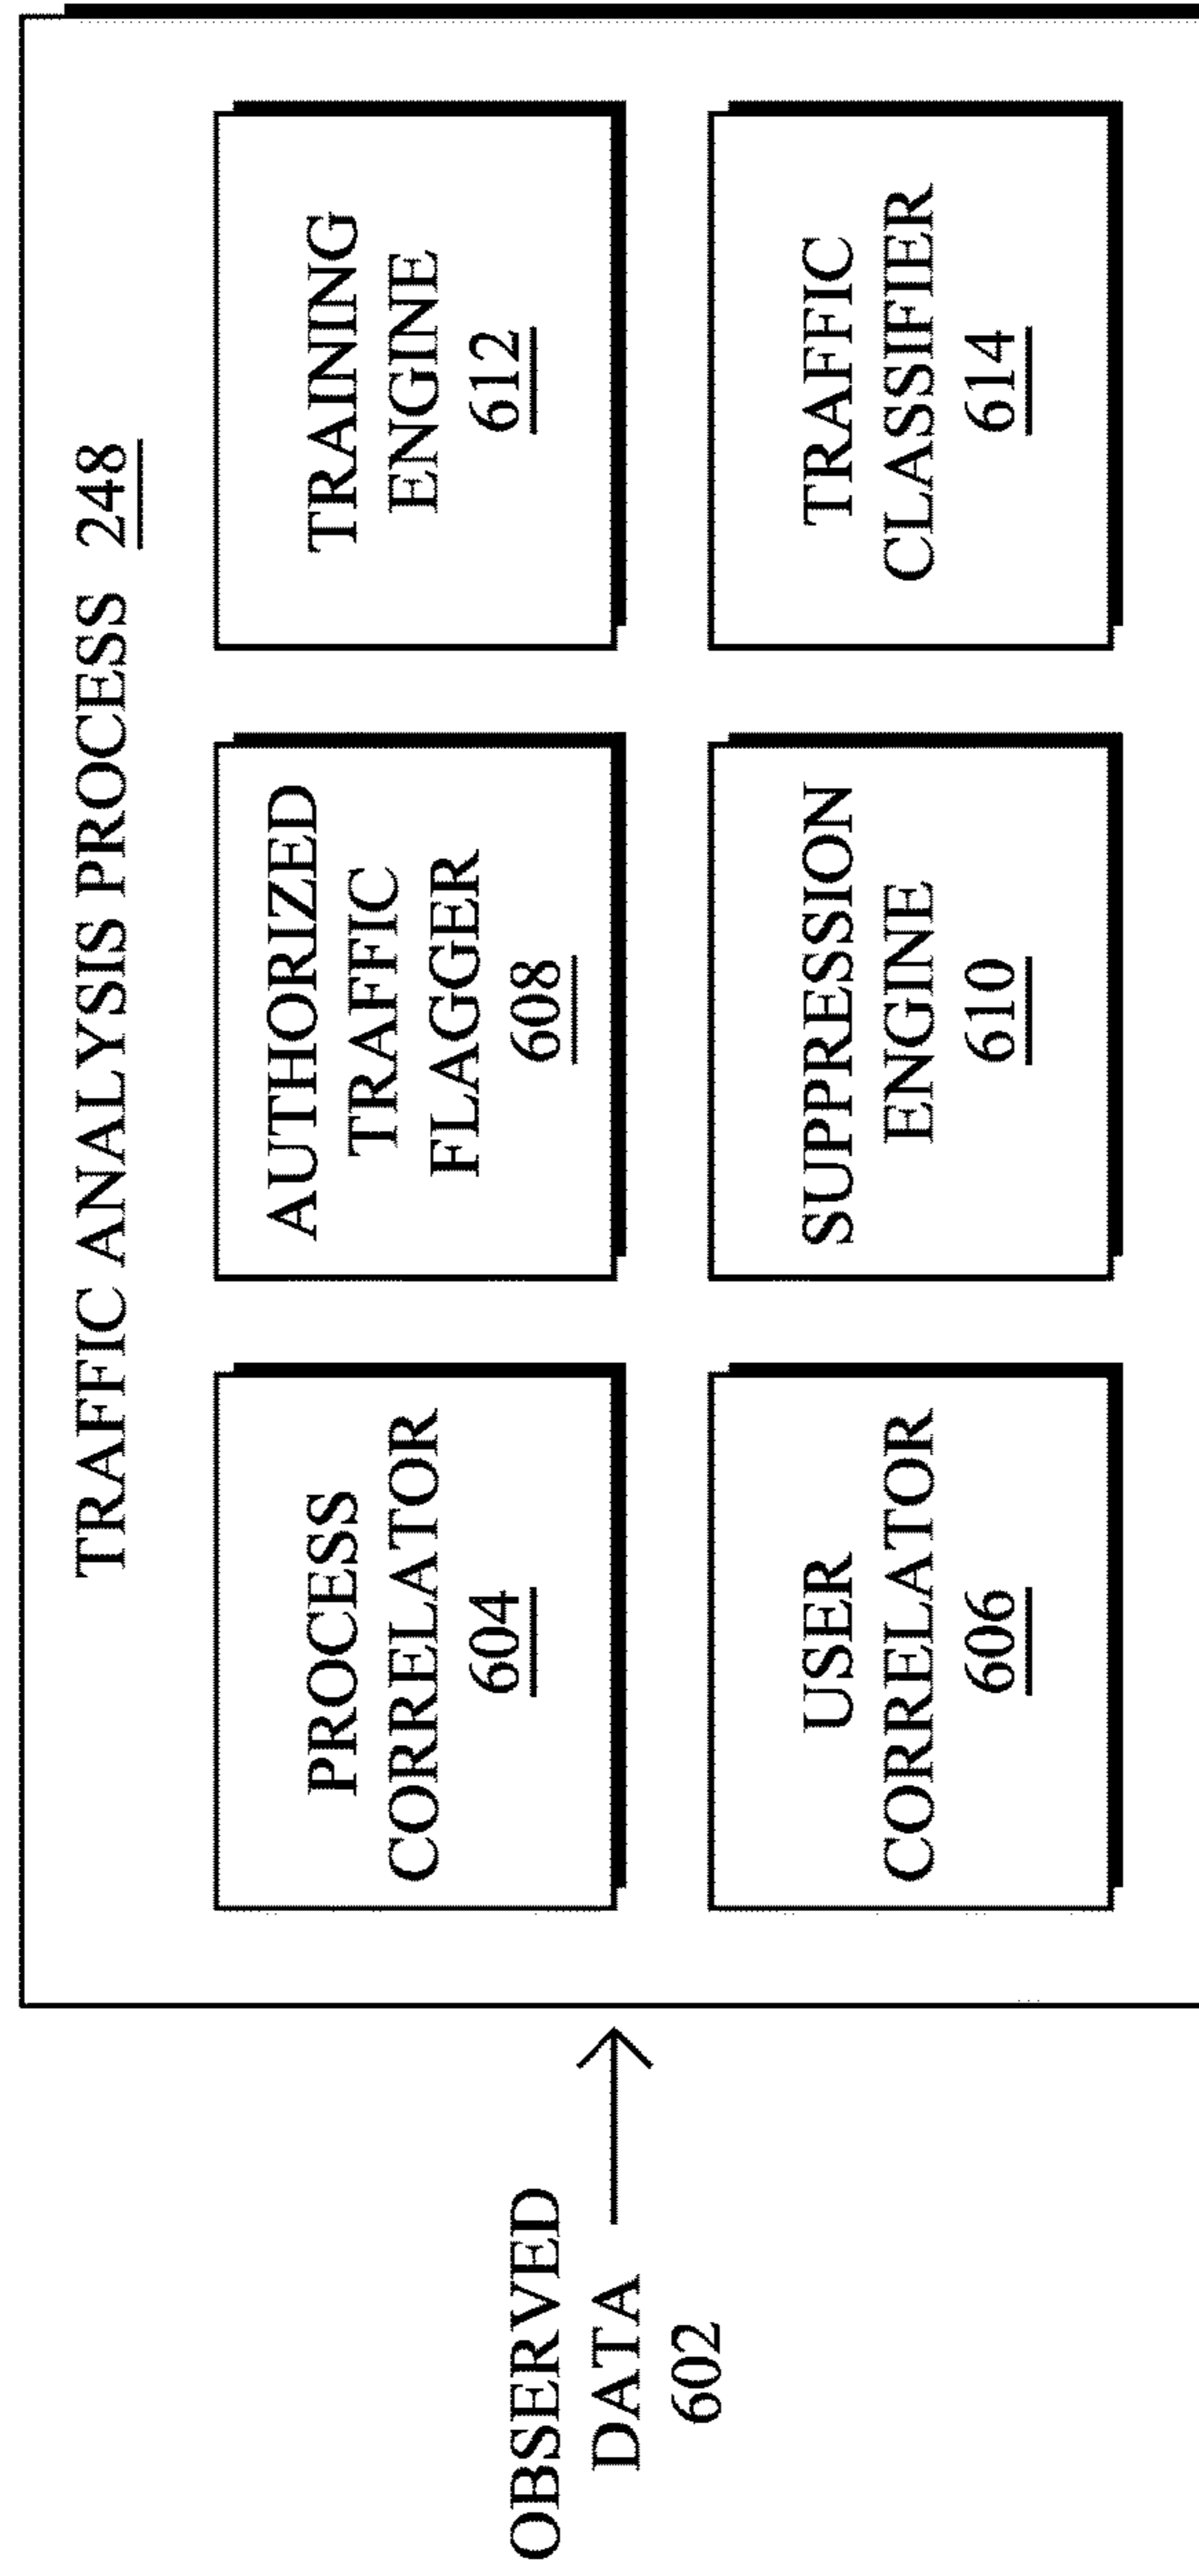 TRAFFIC ANALYSIS PROCESS 248
OBSERVED
DATA
602
PROCESS
CORRELATOR
604
AUTHORIZED
TRAFFIC
FLAGGER
608
TRAINING
ENGINE
612
USER
CORRELATOR
606
SUPPRESSION
ENGINE
610
TRAFFIC
CLASSIFIER
614